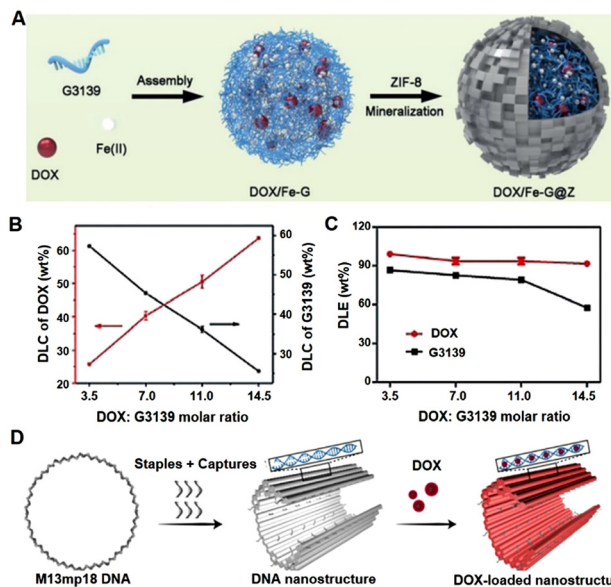 A
G3139
DOX
Fe(II)
Assembly
DOX/Fe-G
ZIF-8
Mineralization
DOX/Fe-G@Z
B
DLC of DOX (wt%)
60
50
40
30
20
60
50
40
30
DLC of G3139 (wt%)
3.5 7.0 11.0 14.5
DOX: G3139 molar ratio
C
DLE (wt%)
120
90
60
30
0
DOX
G3139
3.5 7.0 11.0 14.5
DOX: G3139 molar ratio
D
M13mp18 DNA
Staples + Captures
DNA nanostructure
DOX
DOX-loaded nanostructu